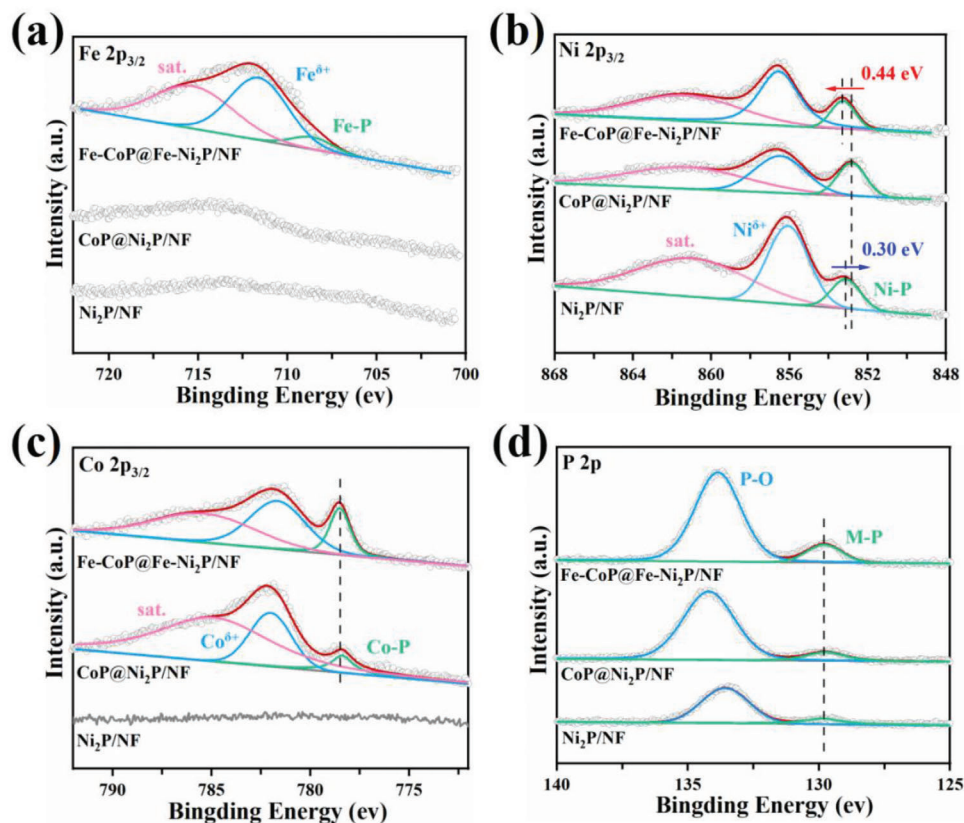 (a)
Fe 2p₃/₂
sat.
Fe^δ+
Fe-P
Fe-CoP@Fe-Ni₂P/NF
CoP@Ni₂P/NF
Ni₂P/NF
Intensity (a.u.)
720 715 710 705 700
Bingding Energy (ev)
(b)
Ni 2p₃/₂
0.44 eV
Fe-CoP@Fe-Ni₂P/NF
CoP@Ni₂P/NF
Ni^δ+
sat.
0.30 eV
Ni-P
Ni₂P/NF
Intensity (a.u.)
868 864 860 856 852 848
Bingding Energy (ev)
(c)
Co 2p₃/₂
Fe-CoP@Fe-Ni₂P/NF
sat.
Co^δ+
Co-P
CoP@Ni₂P/NF
Ni₂P/NF
Intensity (a.u.)
790 785 780 775
Bingding Energy (ev)
(d)
P 2p
P-O
M-P
Fe-CoP@Fe-Ni₂P/NF
CoP@Ni₂P/NF
Ni₂P/NF
Intensity (a.u.)
140 135 130 125
Bingding Energy (ev)